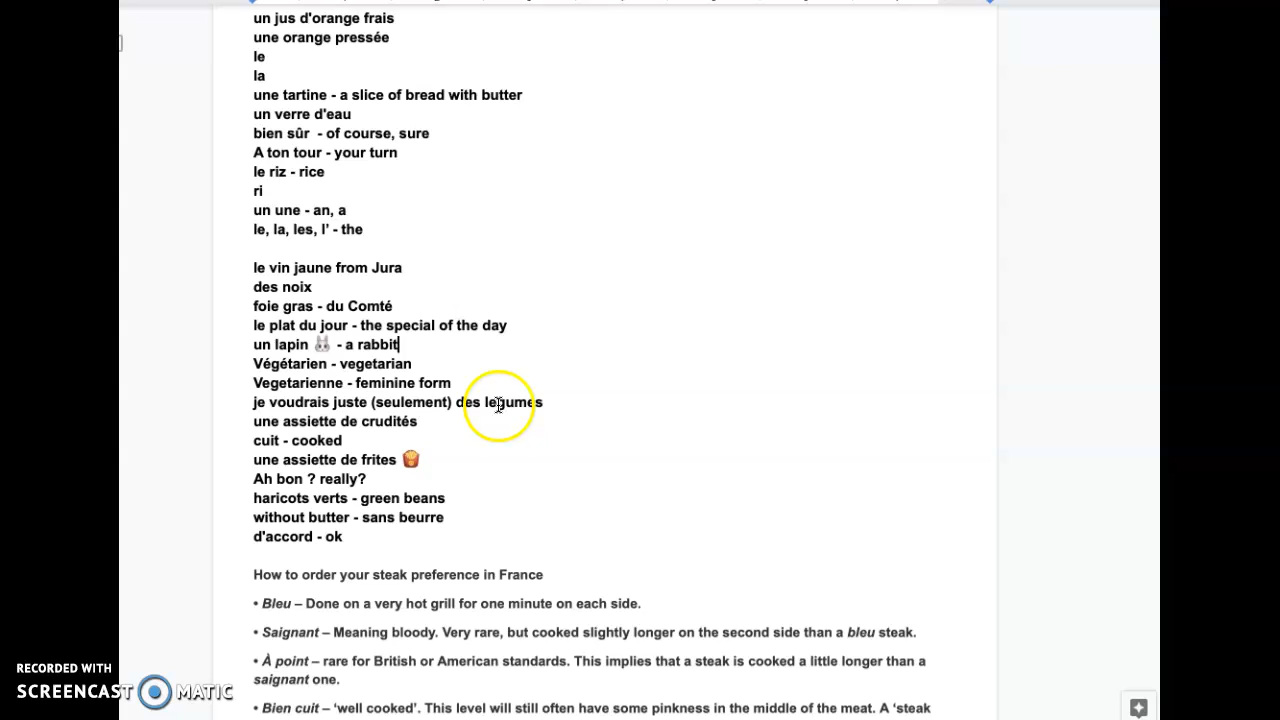 un jus d'orange frais
une orange pressée
le
la
une tartine - a slice of bread with butter
un verre d'eau
bien sûr  - of course, sure
A ton tour - your turn
le riz - rice
ri
un une - an, a
le, la, les, l' - the
le vin jaune from Jura
des noix
foie gras - du Comté
le plat du jour - the special of the day
un lapin 🐰 - a rabbit
Végétarien - vegetarian
Vegetarienne - feminine form
je voudrais juste (seulement) des legumes
une assiette de crudités
cuit - cooked
une assiette de frites 🍟
Ah bon ? really?
haricots verts - green beans
without butter - sans beurre
d'accord - ok
How to order your steak preference in France
• Bleu – Done on a very hot grill for one minute on each side.
• Saignant – Meaning bloody. Very rare, but cooked slightly longer on the second side than a bleu steak.
• À point – rare for British or American standards. This implies that a steak is cooked a little longer than a
saignant one.
• Bien cuit – ‘well cooked’. This level will still often have some pinkness in the middle of the meat. A ‘steak
RECORDED WITH
SCREENCAST MATIC